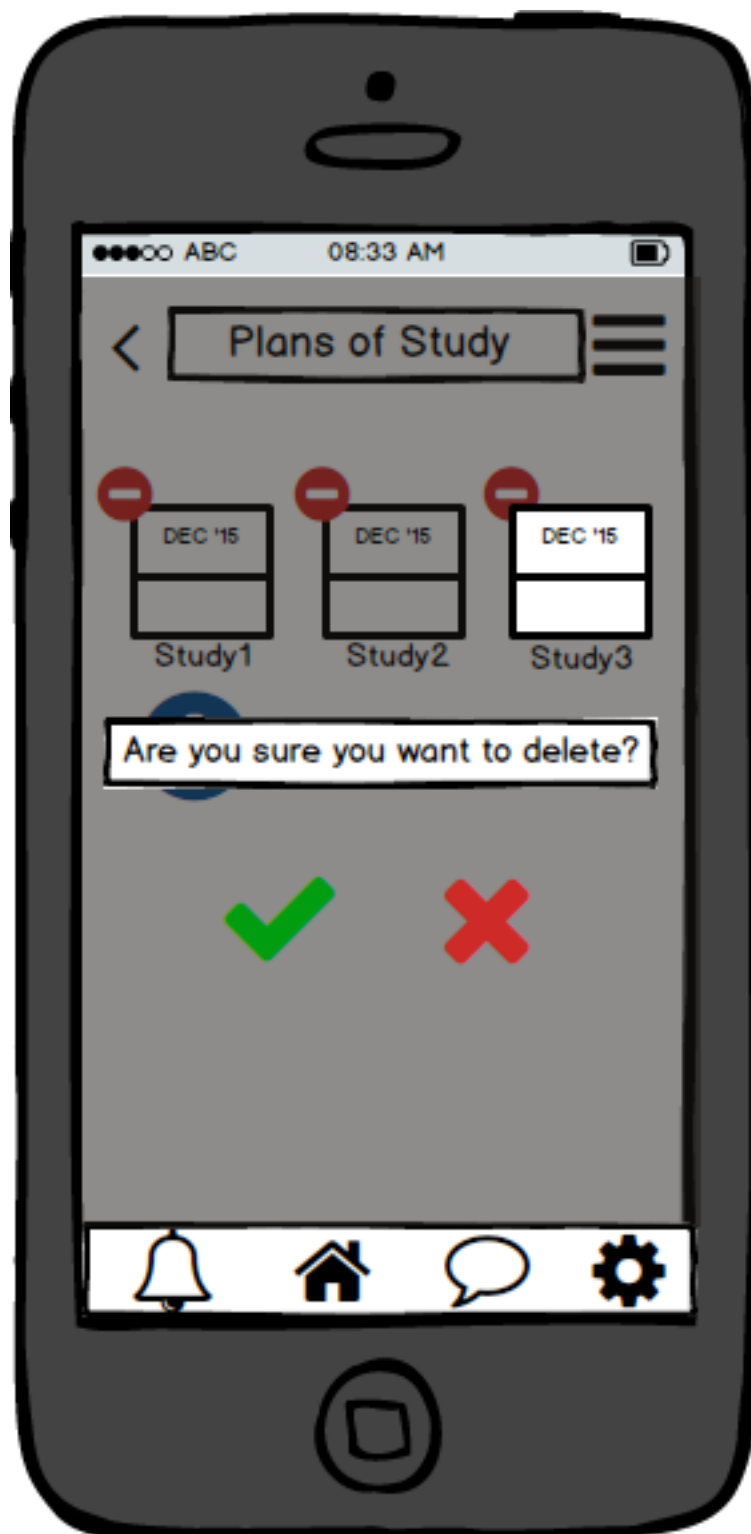 ABC 08:33 AM
Plans of Study
DEC '15 DEC '15 DEC '15
Study1 Study2 Study3
Are you sure you want to delete?